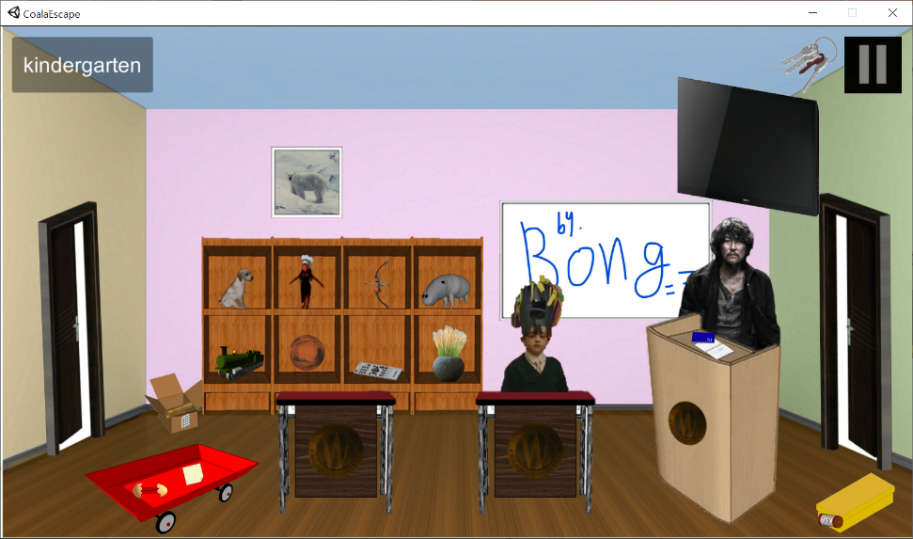 CoalaEscape
kindergarten
by.
Bong
W
W
W